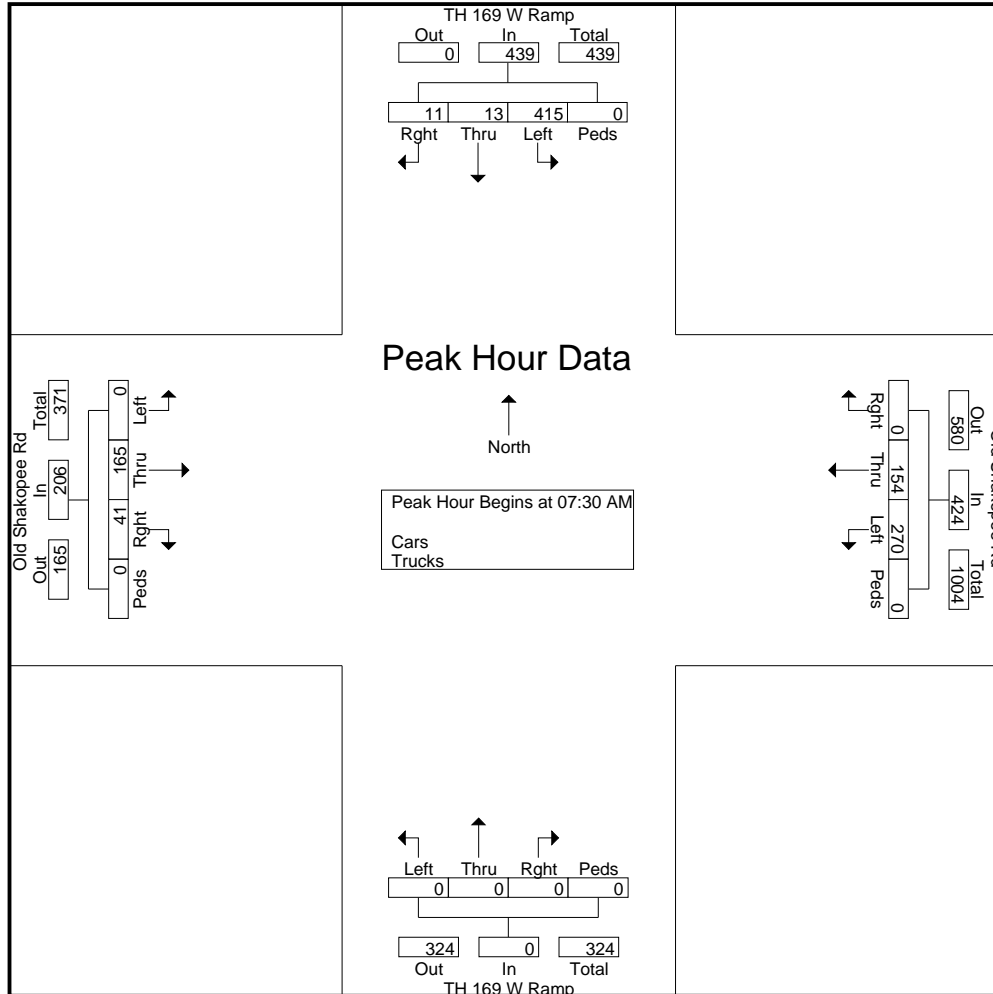 TH 169 W Ramp
Out In Total
0 439 439
11 13 415 0
Rght Thru Left Peds
Peak Hour Data
North
Peak Hour Begins at 07:30 AM
Cars
Trucks
Old Shakopee Rd
Total In Out
371 206 165
0 165 41 0
Left Thru Rght Peds
Rght Thru Left Peds
0 154 270 0
580 424 1004
Out In Total
Left Thru Rght Peds
0 0 0 0
324 0 324
Out In Total
TH 169 W Ramp